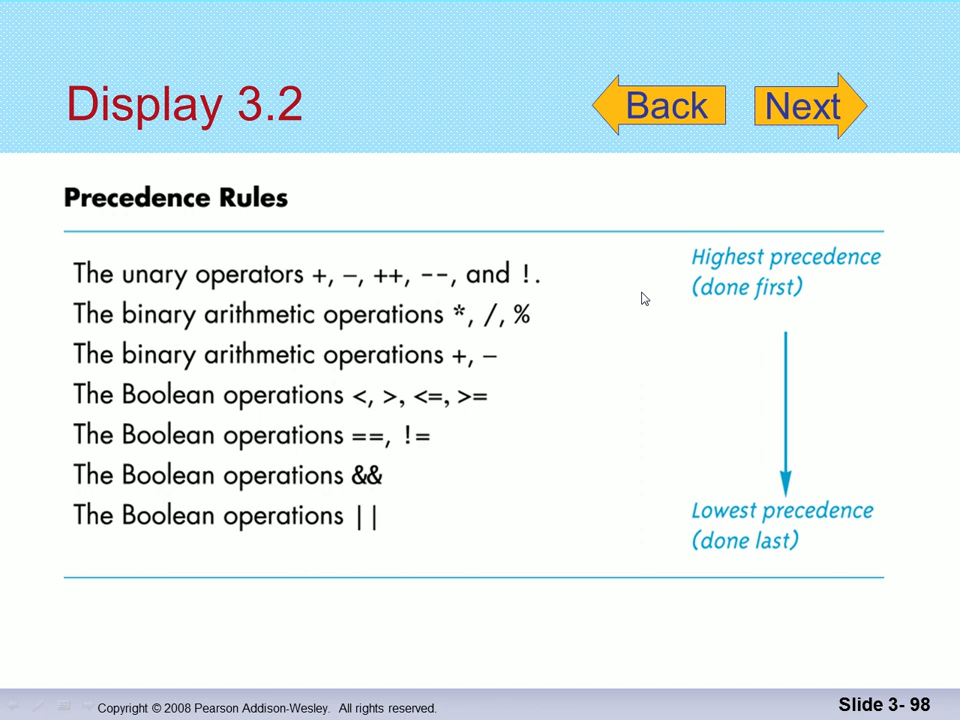 Display 3.2
Back
Next
Precedence Rules
The unary operators +, –, ++, --, and !.
The binary arithmetic operations *, /, %
The binary arithmetic operations +, –
The Boolean operations <, >, <=, >=
The Boolean operations ==, !=
The Boolean operations &&
The Boolean operations ||
Highest precedence
(done first)
Lowest precedence
(done last)
Copyright © 2008 Pearson Addison-Wesley. All rights reserved.
Slide 3- 98